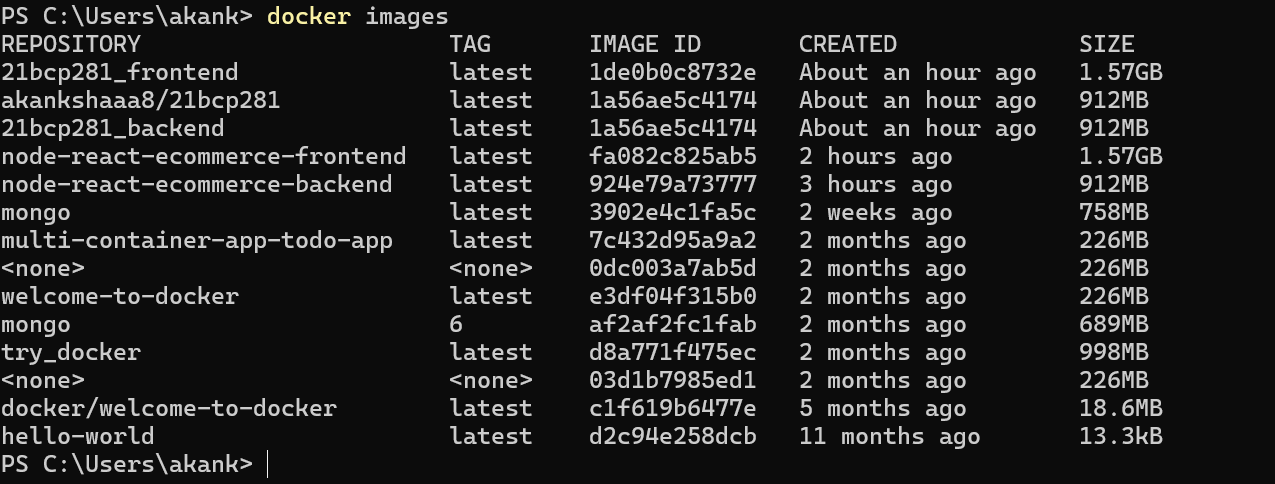 PS C:\Users\akank> docker images
REPOSITORY TAG IMAGE ID CREATED SIZE
21bcp281_frontend latest 1de0b0c8732e About an hour ago 1.57GB
akankshaaa8/21bcp281 latest 1a56ae5c4174 About an hour ago 912MB
21bcp281_backend latest 1a56ae5c4174 About an hour ago 912MB
node-react-ecommerce-frontend latest fa082c825ab5 2 hours ago 1.57GB
node-react-ecommerce-backend latest 924e79a73777 3 hours ago 912MB
mongo latest 3902e4c1fa5c 2 weeks ago 758MB
multi-container-app-todo-app latest 7c432d95a9a2 2 months ago 226MB
<none> <none> 0dc003a7ab5d 2 months ago 226MB
welcome-to-docker latest e3df04f315b0 2 months ago 226MB
mongo 6 af2af2fc1fab 2 months ago 689MB
try_docker latest d8a771f475ec 2 months ago 998MB
<none> <none> 03d1b7985ed1 2 months ago 226MB
docker/welcome-to-docker latest c1f619b6477e 5 months ago 18.6MB
hello-world latest d2c94e258dcb 11 months ago 13.3kB
PS C:\Users\akank>